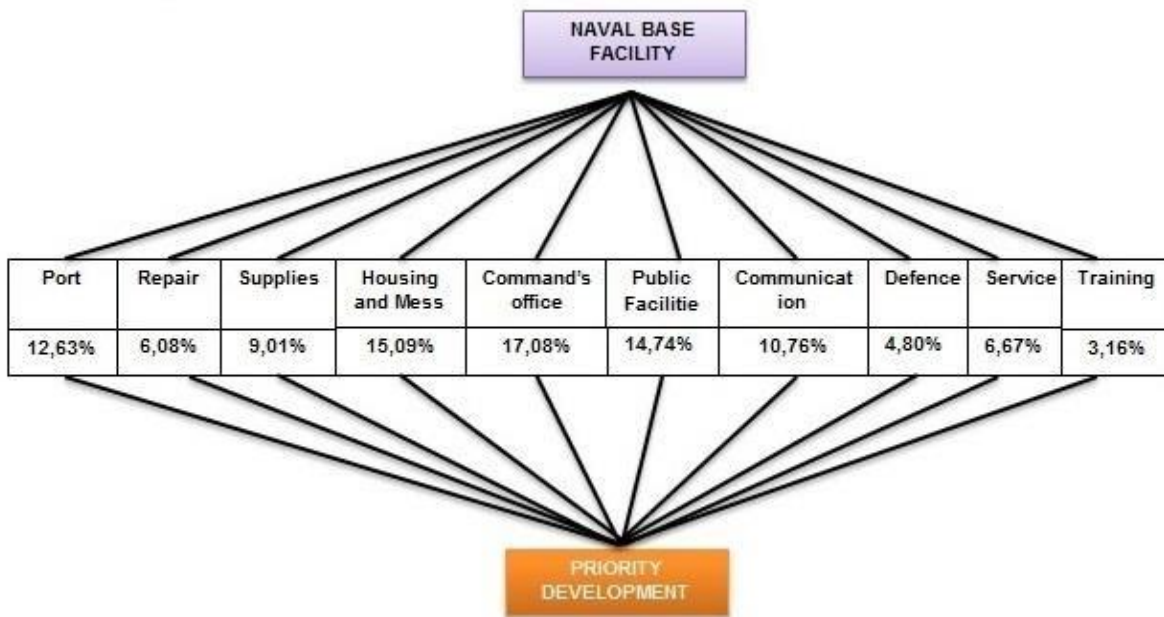 NAVAL BASE
FACILITY
Port
Repair
Supplies
Housing
and Mess
Command's
office
Public
Facilitie
Communicat
ion
Defence
Service
Training
12,63%
6,08%
9,01%
15,09%
17,08%
14,74%
10,76%
4,80%
6,67%
3,16%
PRIORITY
DEVELOPMENT